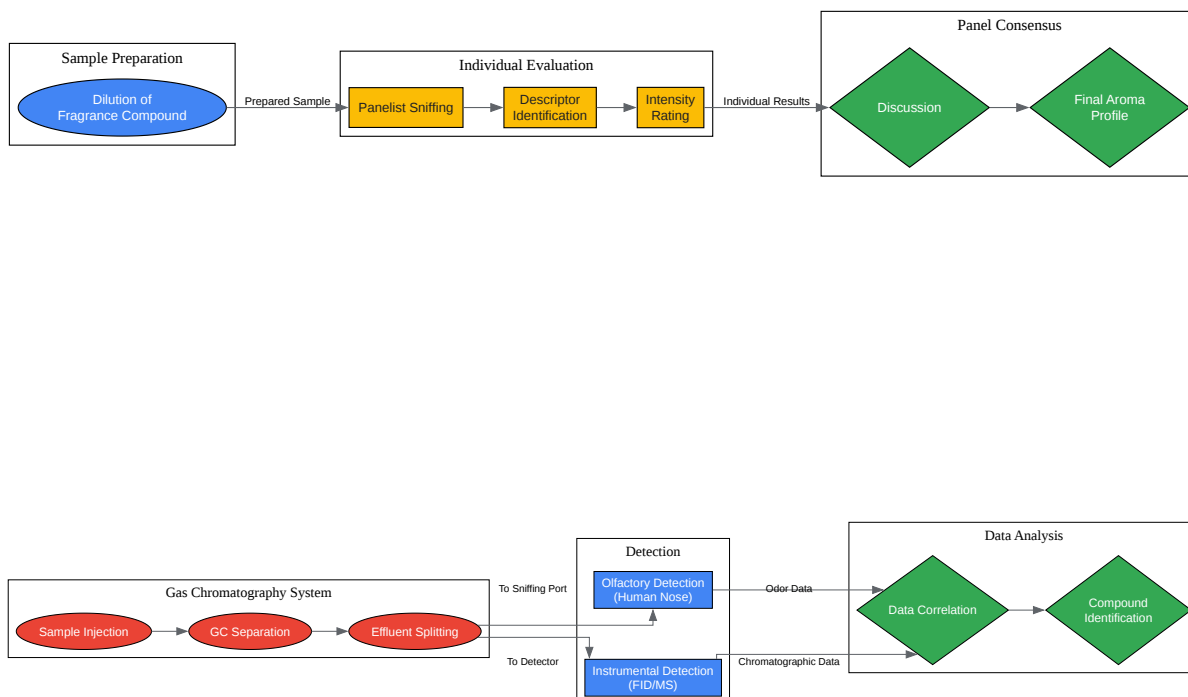 Sample Preparation
Dilution of
Fragrance Compound
Prepared Sample
Individual Evaluation
Panelist Sniffing
Descriptor
Identification
Intensity
Rating
Individual Results
Panel Consensus
Discussion
Final Aroma
Profile
Gas Chromatography System
Sample Injection
GC Separation
Effluent Splitting
To Sniffing Port
To Detector
Detection
Olfactory Detection
(Human Nose)
Instrumental Detection
(FID/MS)
Odor Data
Chromatographic Data
Data Analysis
Data Correlation
Compound
Identification